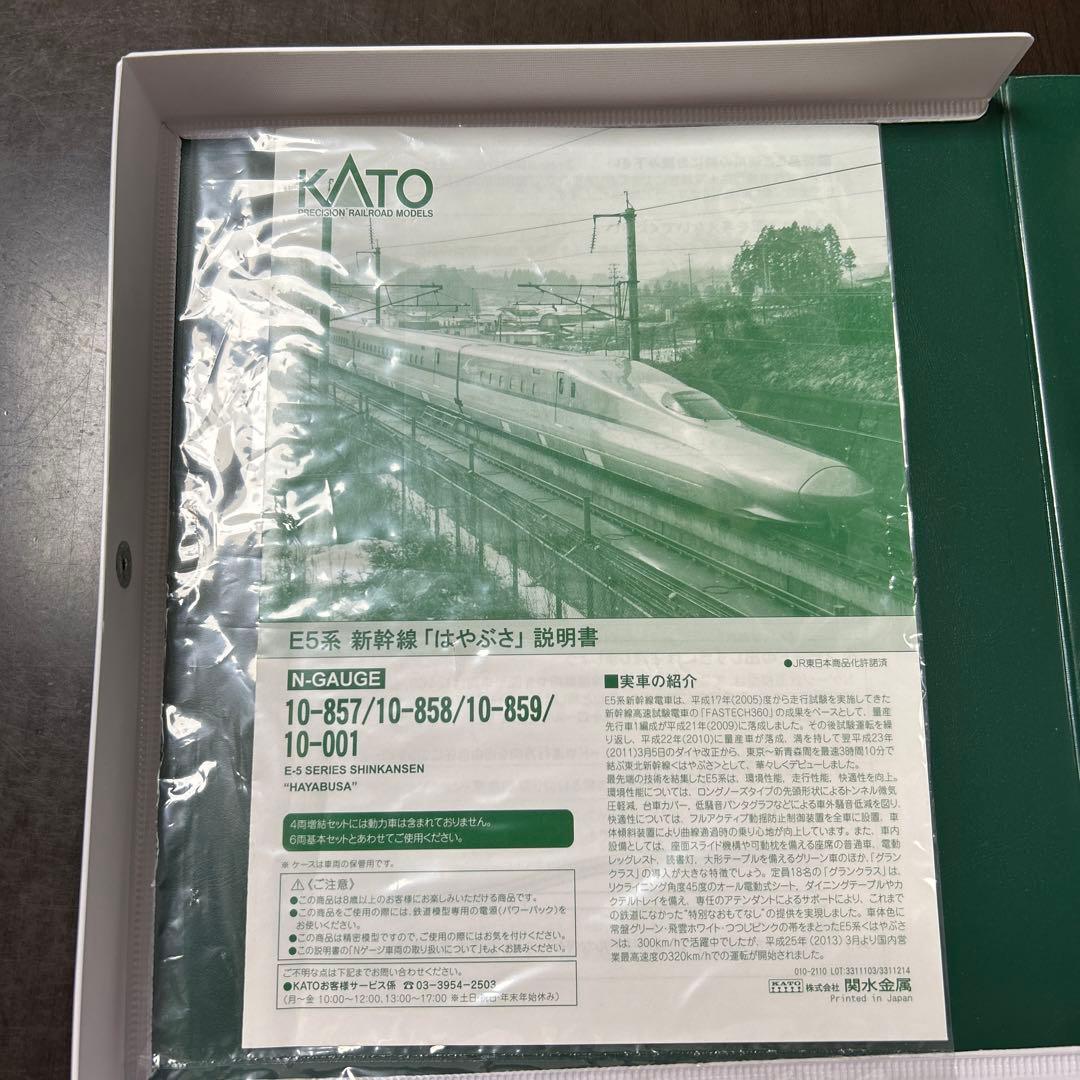 KATO
PRECISION RAILROAD MODELS
E5系 新幹線「はやぶさ」説明書
●JR東日本商品化許諾済
N-GAUGE
10-857/10-858/10-859/
10-001
E-5 SERIES SHINKANSEN
“HAYABUSA”
4両増結セットには動力車は含まれておりません。
6両基本セットとあわせてご使用ください。
※ ケースは車両の保管用です。
⚠〈ご注意〉
●この商品は8歳以上のお客様にお楽しみいただける商品です。
●この商品をご使用の際には、鉄道模型専用の電源(パワーパック)を
お使いください。
●この商品は精密模型ですので、ご使用の際にはお気を付けください。
●この説明書の「Nゲージ車両の取り扱いについて」もよくお読みください。
ご不明な点は下記までお問い合わせください。
●KATOお客様サービス係 ☎03-3954-2503
(月〜金 10:00〜12:00、13:00〜17:00 ※土日・祝日・年末年始休み)
■実車の紹介
E5系新幹線電車は、平成17年(2005)度から走行試験を実施してきた
新幹線高速試験電車の「FASTECH360」の成果をベースとして、量産
先行車1編成が平成21年(2009)に落成しました。その後試験運転を繰
り返し、平成22年(2010)に量産車が落成、満を持して翌平成23年
(2011)3月5日のダイヤ改正から、東京〜新青森間を最速3時間10分で
結ぶ東北新幹線<はやぶさ>として、華々しくデビューしました。
最先端の技術を結集したE5系は、環境性能、走行性能、快適性を向上。
環境性能については、ロングノーズタイプの先頭形状によるトンネル微気
圧軽減、台車カバー、低騒音パンタグラフなどによる車外騒音低減を図り、
快適性については、フルアクティブ動揺防止制御装置を全車に設置、車
体傾斜装置により曲線通過時の乗り心地が向上しています。また、車内
設備としては、座面スライド機構や可動枕を備える座席の普通車、電動
レッグレスト、読書灯、大形テーブルを備えるグリーン車のほか、「グラン
クラス」の導入が大きな特徴でしょう。定員18名の「グランクラス」は、
リクライニング角度45度のオール電動式シート、ダイニングテーブルやカ
クテルトレイを備え、専任のアテンダントによるサポートにより、これまで
の鉄道になかった“特別なおもてなし”の提供を実現しました。車体色に
常盤グリーン・飛雲ホワイト・つつじピンクの帯をまとったE5系<はやぶさ
>は、300km/hで活躍中でしたが、平成25年(2013)3月より国内営
業最高速度の320km/hでの運転が開始されました。
010-2110 LOT:3311103/3311214
KATO 株式会社 関水金属
Printed in Japan